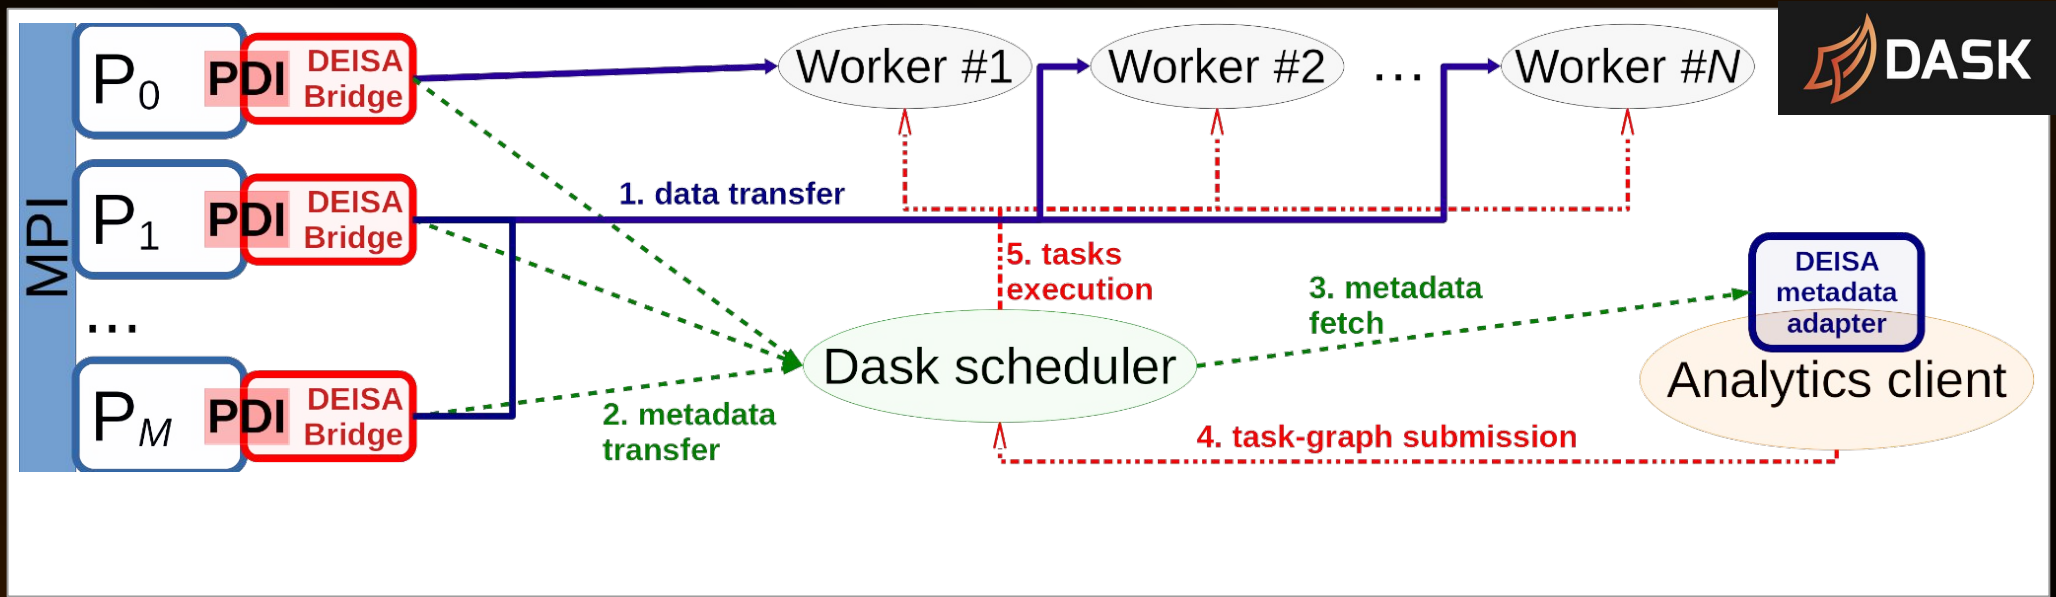 MPI
P0
PDI
DEISA
Bridge
Worker #1
Worker #2
...
Worker #N
DASK
P1
PDI
DEISA
Bridge
1. data transfer
5. tasks
execution
3. metadata
fetch
DEISA
metadata
adapter
...
Dask scheduler
Analytics client
PM
PDI
DEISA
Bridge
2. metadata
transfer
4. task-graph submission